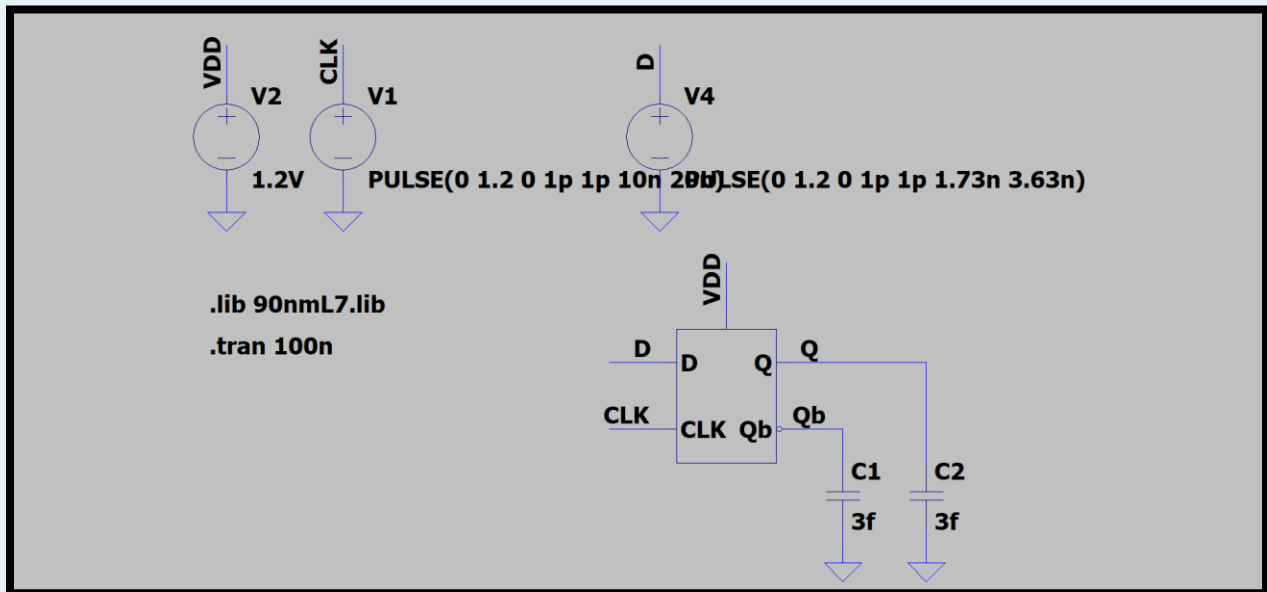 VDD
CLK
D
V2
V1
V4
1.2V
PULSE(0 1.2 0 1p 1p 10n 20n)
PULSE(0 1.2 0 1p 1p 1.73n 3.63n)
.lib 90nmL7.lib
.tran 100n
VDD
D
D
Q
Q
CLK
CLK
Qb
Qb
C1
C2
3f
3f